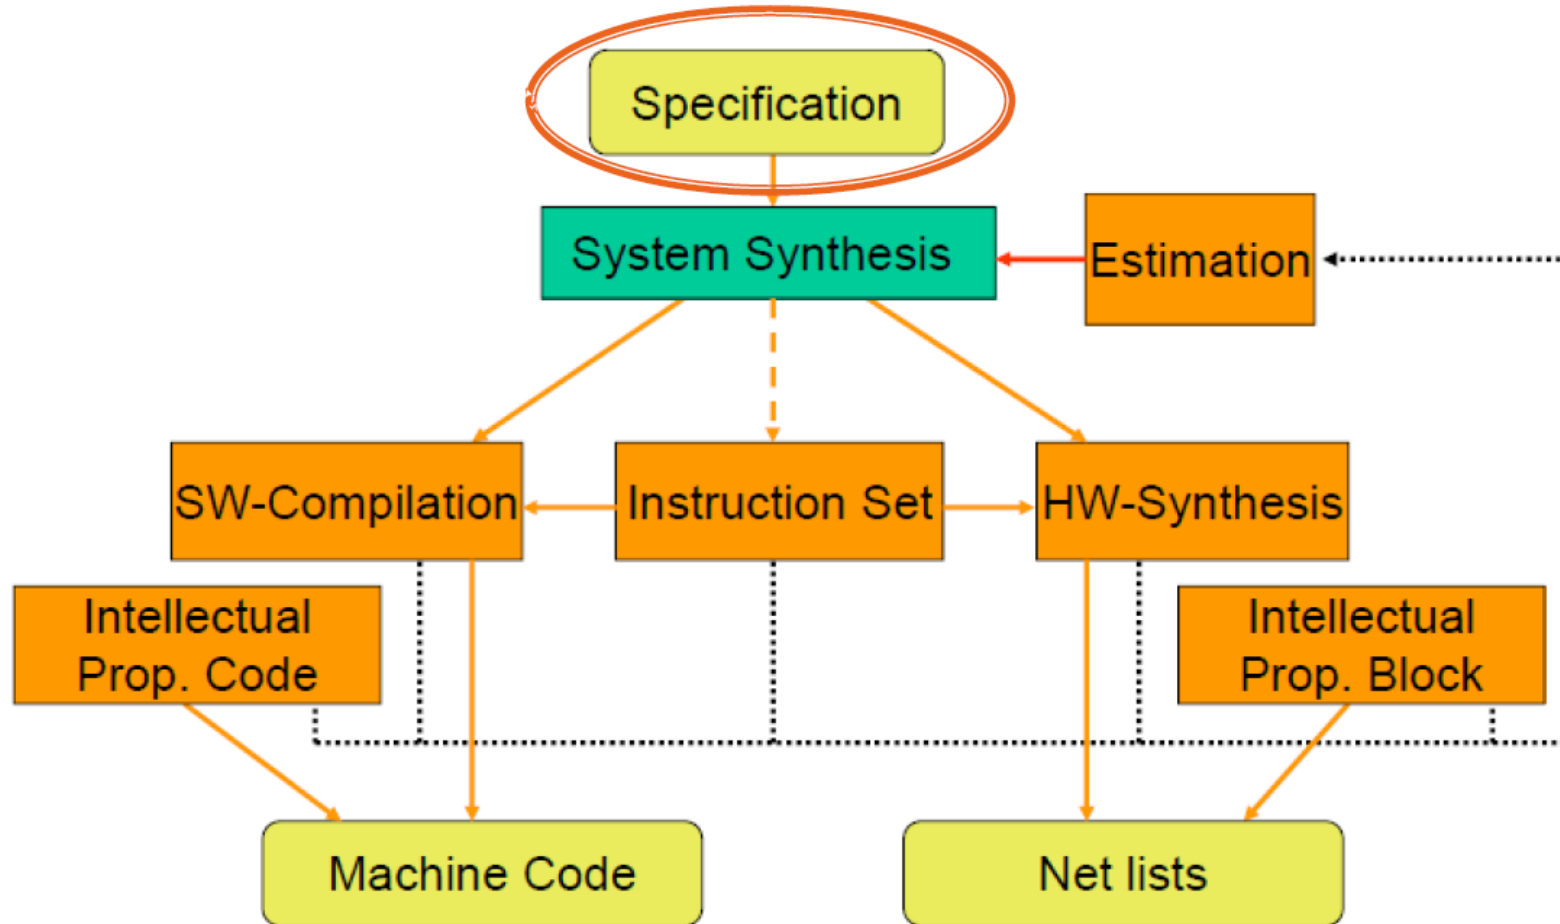 Specification
System Synthesis
Estimation
SW-Compilation
Instruction Set
HW-Synthesis
Intellectual
Prop. Code
Intellectual
Prop. Block
Machine Code
Net lists